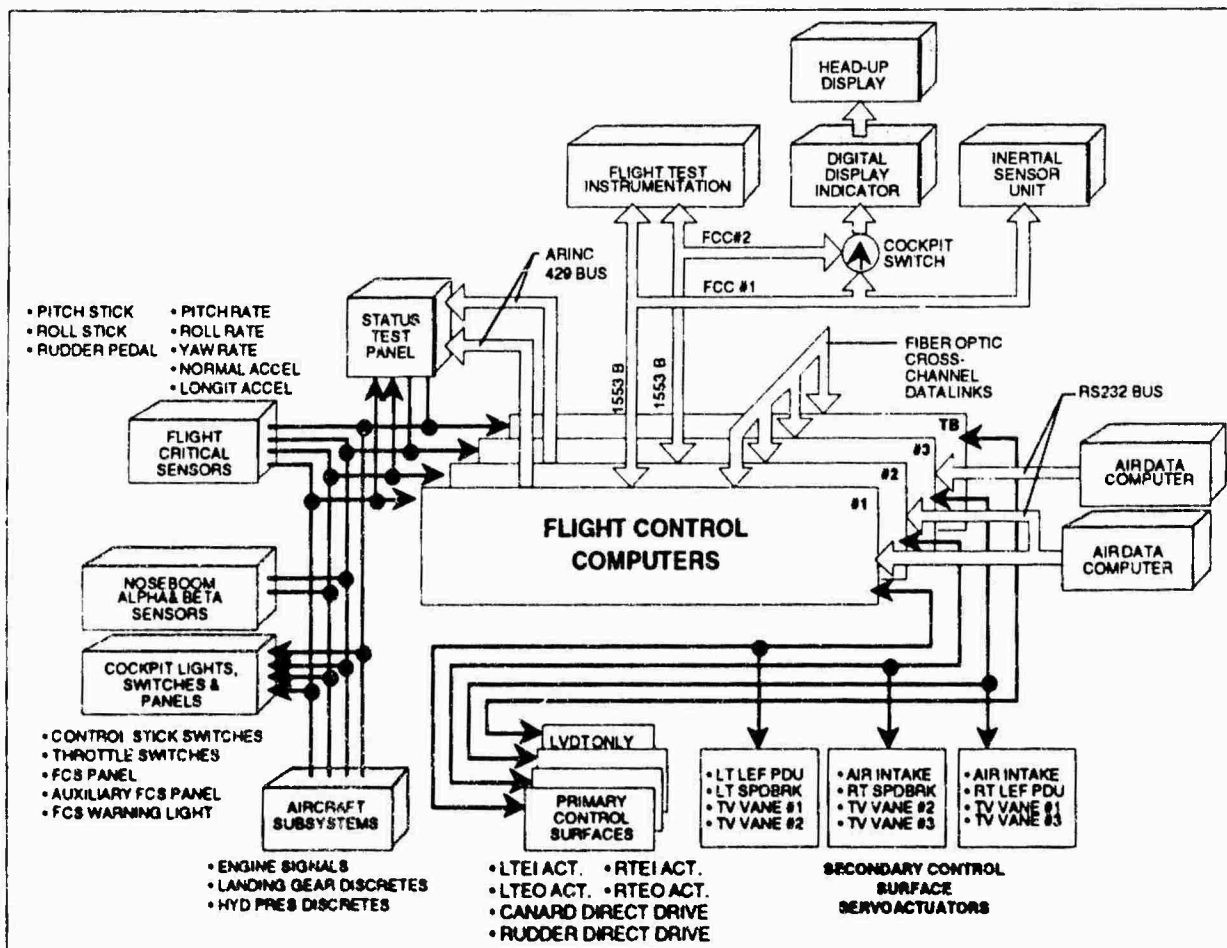 HEAD-UP
DISPLAY
FLIGHT TEST
INSTRUMENTATION
DIGITAL
DISPLAY
INDICATOR
INERTIAL
SENSOR
UNIT
FCC#2
COCKPIT
SWITCH
ARINC
429 BUS
FCC #1
• PITCH STICK
• ROLL STICK
• RUDDER PEDAL
• PITCH RATE
• ROLL RATE
• YAW RATE
• NORMAL ACCEL
• LONGIT ACCEL
STATUS
TEST
PANEL
1553 B
1553 B
FIBER OPTIC
CROSS-
CHANNEL
DATALINKS
RS232 BUS
FLIGHT
CRITICAL
SENSORS
TB
#3
#2
#1
FLIGHT CONTROL
COMPUTERS
AIR DATA
COMPUTER
AIR DATA
COMPUTER
NOSEBOOM
ALPHA & BETA
SENSORS
COCKPIT LIGHTS,
SWITCHES &
PANELS
• CONTROL STICK SWITCHES
• THROTTLE SWITCHES
• FCS PANEL
• AUXILIARY FCS PANEL
• FCS WARNING LIGHT
AIRCRAFT
SUBSYSTEMS
• ENGINE SIGNALS
• LANDING GEAR DISCRETES
• HYD PRES DISCRETES
LVDT ONLY
PRIMARY
CONTROL
SURFACES
• LTEI ACT. • RTEI ACT.
• LTEO ACT. • RTEO ACT.
• CANARD DIRECT DRIVE
• RUDDER DIRECT DRIVE
• LT LEF PDU
• LT SPDBRK
• TV VANE #1
• TV VANE #2
• AIR INTAKE
• RT SPDBRK
• TV VANE #2
• TV VANE #3
• AIR INTAKE
• RT LEF PDU
• TV VANE #1
• TV VANE #3
SECONDARY CONTROL
SURFACE
SERVOACTUATORS